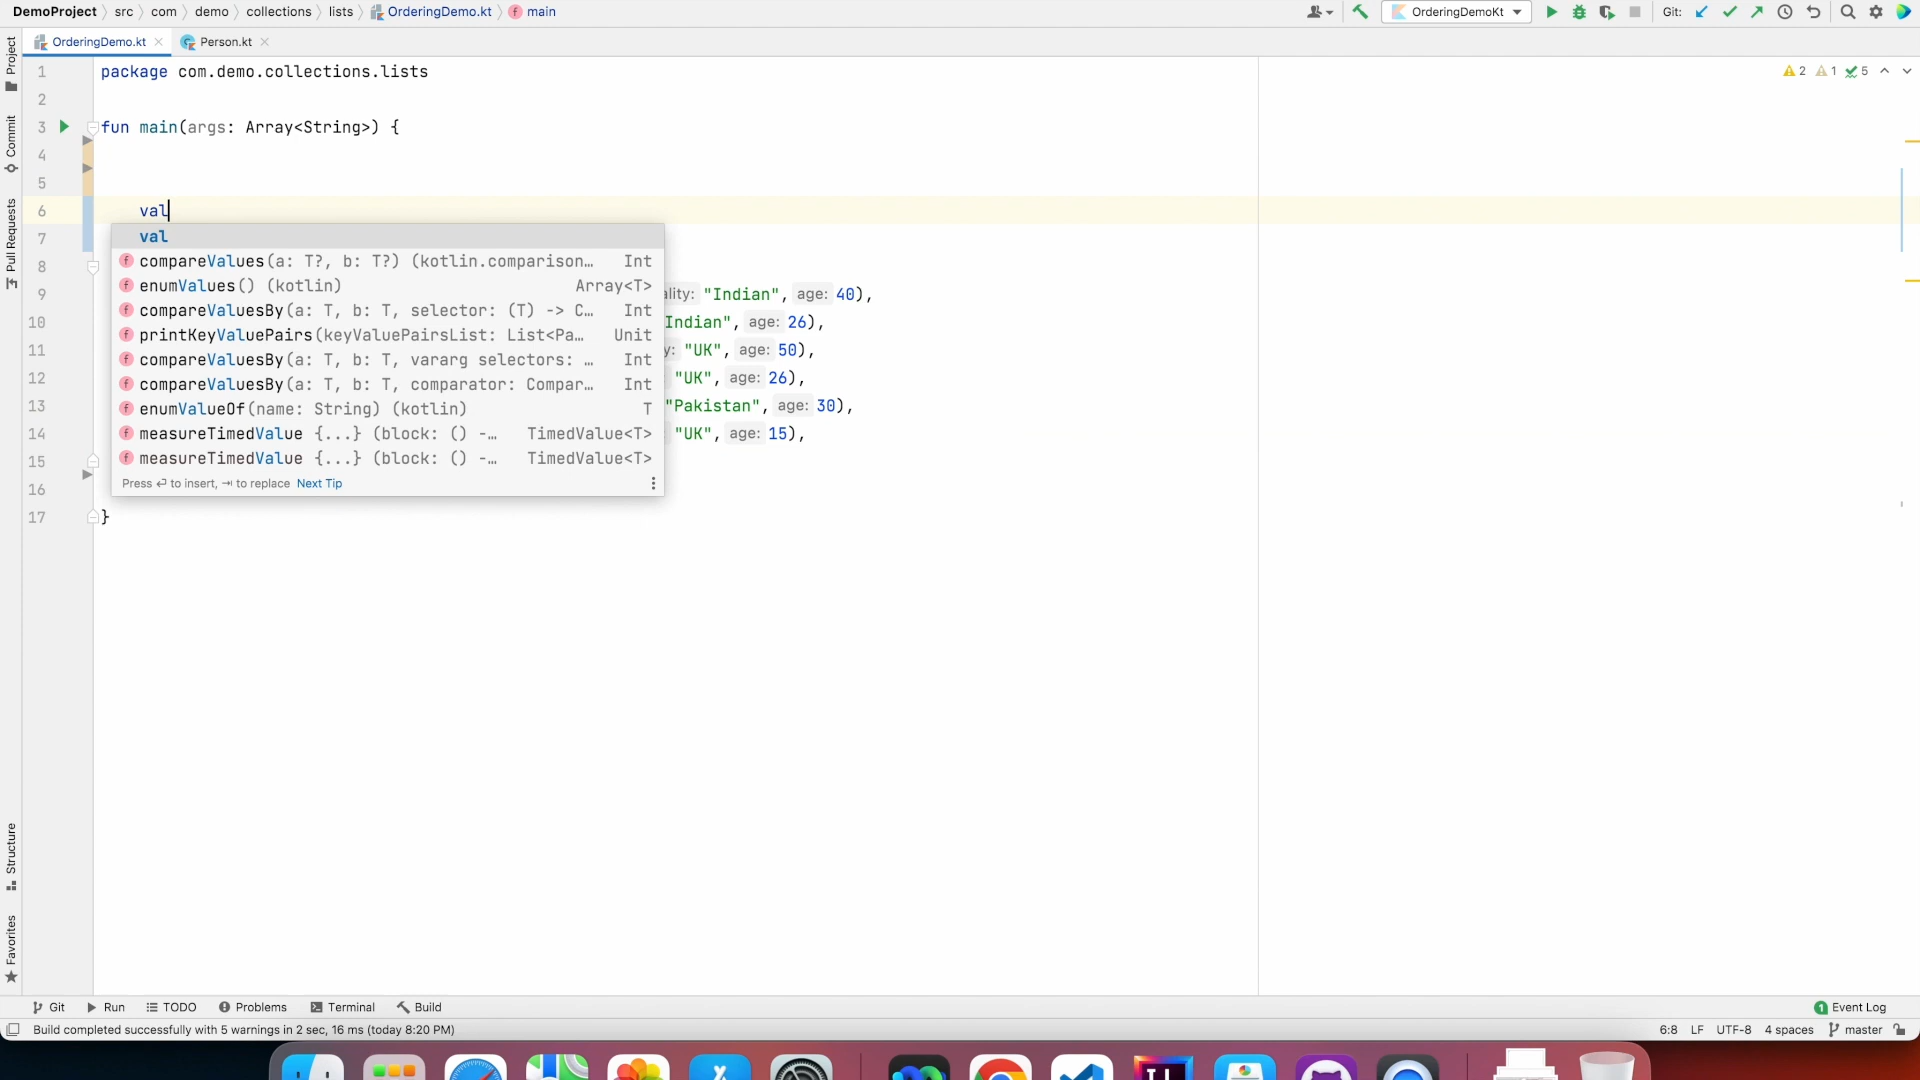 DemoProject src com demo collections lists OrderingDemo.kt main OrderingDemoKt Git:
OrderingDemo.kt Person.kt
Project
Commit
Pull Requests
Structure
Favorites
2 1 5
1 package com.demo.collections.lists
2
3 fun main(args: Array<String>) {
4
5
6 val
7
8
9 ality: "Indian", age: 40),
10 Indian", age: 26),
11 y: "UK", age: 50),
12 "UK", age: 26),
13 "Pakistan", age: 30),
14 "UK", age: 15),
15
16
17 }
val
compareValues(a: T?, b: T?) (kotlin.comparison… Int
enumValues() (kotlin) Array<T>
compareValuesBy(a: T, b: T, selector: (T) -> C… Int
printKeyValuePairs(keyValuePairsList: List<Pa… Unit
compareValuesBy(a: T, b: T, vararg selectors: … Int
compareValuesBy(a: T, b: T, comparator: Compar… Int
enumValueOf(name: String) (kotlin) T
measureTimedValue {...} (block: () -… TimedValue<T>
measureTimedValue {...} (block: () -… TimedValue<T>
Press ↩ to insert, ⇥ to replace Next Tip
Git Run TODO Problems Terminal Build 1 Event Log
Build completed successfully with 5 warnings in 2 sec, 16 ms (today 8:20 PM) 6:8 LF UTF-8 4 spaces master